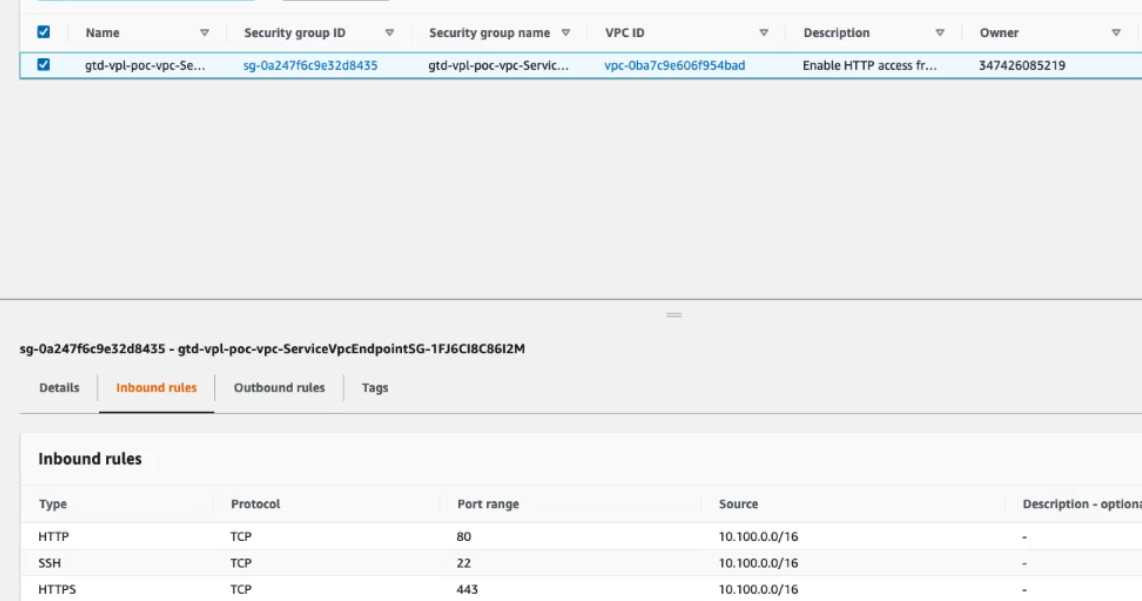 Name Security group ID Security group name VPC ID Description Owner
gtd-vpl-poc-vpc-Se... sg-0a247f6c9e32d8435 gtd-vpl-poc-vpc-Servic... vpc-0ba7c9e606f954bad Enable HTTP access fr... 347426085219
sg-0a247f6c9e32d8435 - gtd-vpl-poc-vpc-ServiceVpcEndpointSG-1FJ6CI8C86I2M
Details Inbound rules Outbound rules Tags
Inbound rules
Type Protocol Port range Source Description - optiona
HTTP TCP 80 10.100.0.0/16 -
SSH TCP 22 10.100.0.0/16 -
HTTPS TCP 443 10.100.0.0/16 -